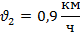 𝜗₂ = 0,9 км/ч